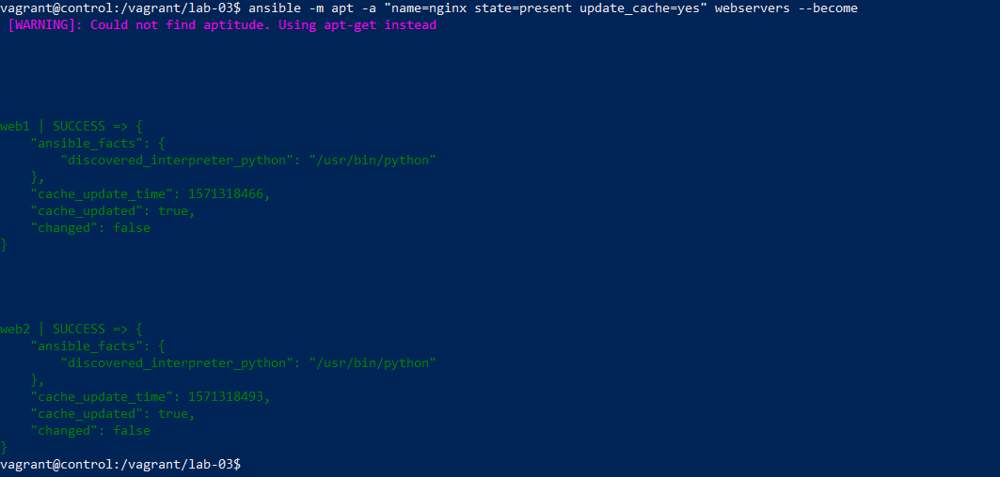 vagrant@control:/vagrant/lab-03$ ansible -m apt -a "name=nginx state=present update_cache=yes" webservers --become
[WARNING]: Could not find aptitude. Using apt-get instead
web1 | SUCCESS => {
    "ansible_facts": {
        "discovered_interpreter_python": "/usr/bin/python"
    },
    "cache_update_time": 1571318466,
    "cache_updated": true,
    "changed": false
}
web2 | SUCCESS => {
    "ansible_facts": {
        "discovered_interpreter_python": "/usr/bin/python"
    },
    "cache_update_time": 1571318493,
    "cache_updated": true,
    "changed": false
}
vagrant@control:/vagrant/lab-03$